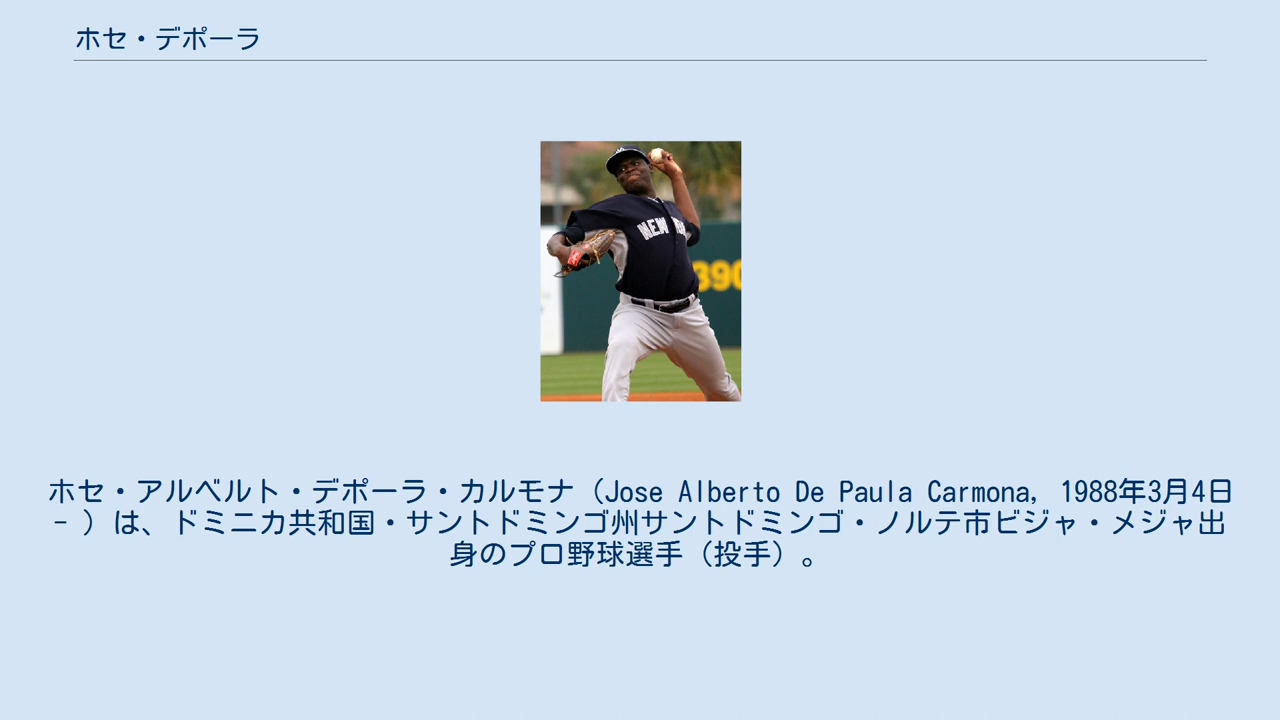 ホセ・デポーラ
NEW
390
ホセ・アルベルト・デポーラ・カルモナ（Jose Alberto De Paula Carmona, 1988年3月4日
- ）は、ドミニカ共和国・サントドミンゴ州サントドミンゴ・ノルテ市ビジャ・メジャ出
身のプロ野球選手（投手）。